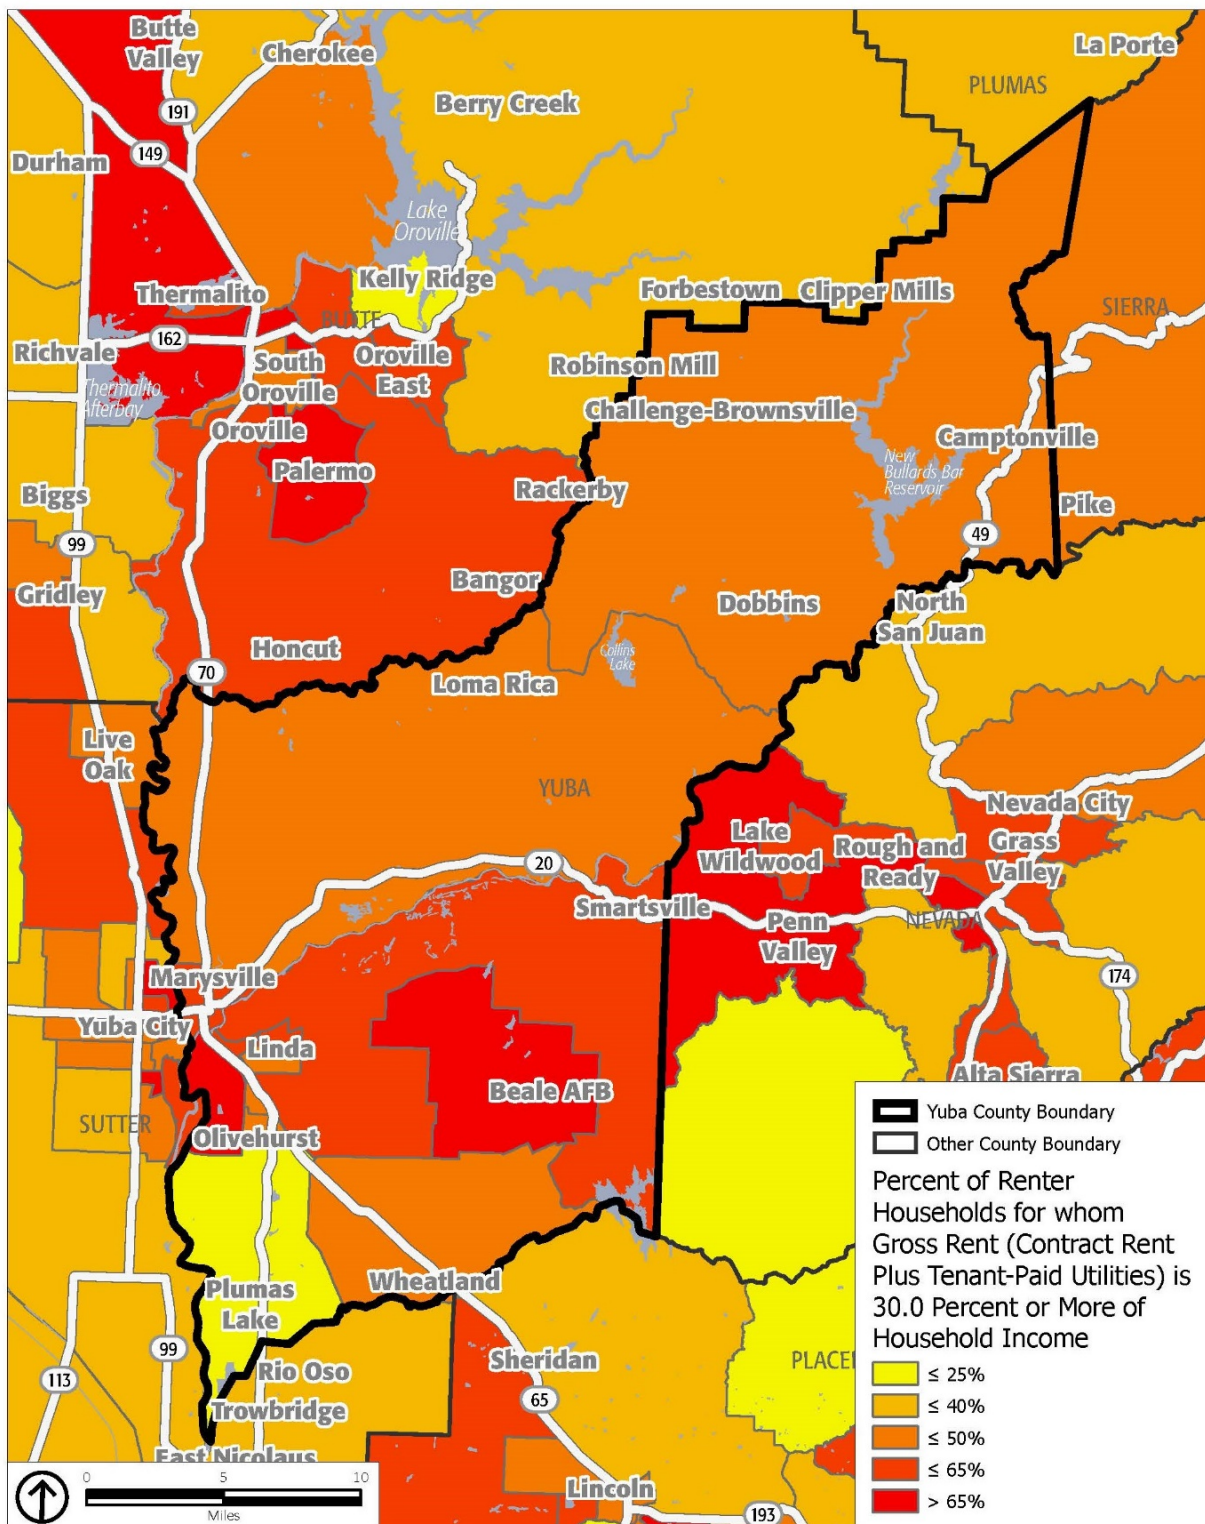 Butte
Valley
Cherokee
La Porte
PLUMAS
Berry Creek
191
149
Durham
Lake
Oroville
Kelly Ridge
Thermalito
BUTTE
Forbestown
Clipper Mills
SIERRA
162
Richvale
South
Oroville
Oroville
East
Robinson Mill
Thermalito
Afterbay
Challenge-Brownsville
Oroville
Camptonville
Palermo
New
Bullards Bar
Reservoir
Rackerby
Biggs
Pike
99
49
Gridley
Bangor
Dobbins
North
San Juan
Honcut
Collins
Lake
70
Loma Rica
Live
Oak
YUBA
Nevada City
Lake
Wildwood
Rough and
Ready
Grass
Valley
20
Smartsville
Penn
Valley
NEVADA
Marysville
174
Yuba City
Linda
Beale AFB
Alta Sierra
SUTTER
Olivehurst
Wheatland
Plumas
Lake
99
Rio Oso
Sheridan
PLACE
113
65
Trowbridge
East Nicolaus
Lincoln
193
Yuba County Boundary
Other County Boundary
Percent of Renter
Households for whom
Gross Rent (Contract Rent
Plus Tenant-Paid Utilities) is
30.0 Percent or More of
Household Income
≤ 25%
≤ 40%
≤ 50%
≤ 65%
> 65%
0 5 10
Miles